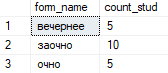 form_name count_stud
1 вечернее 5
2 заочно 10
3 очно 5